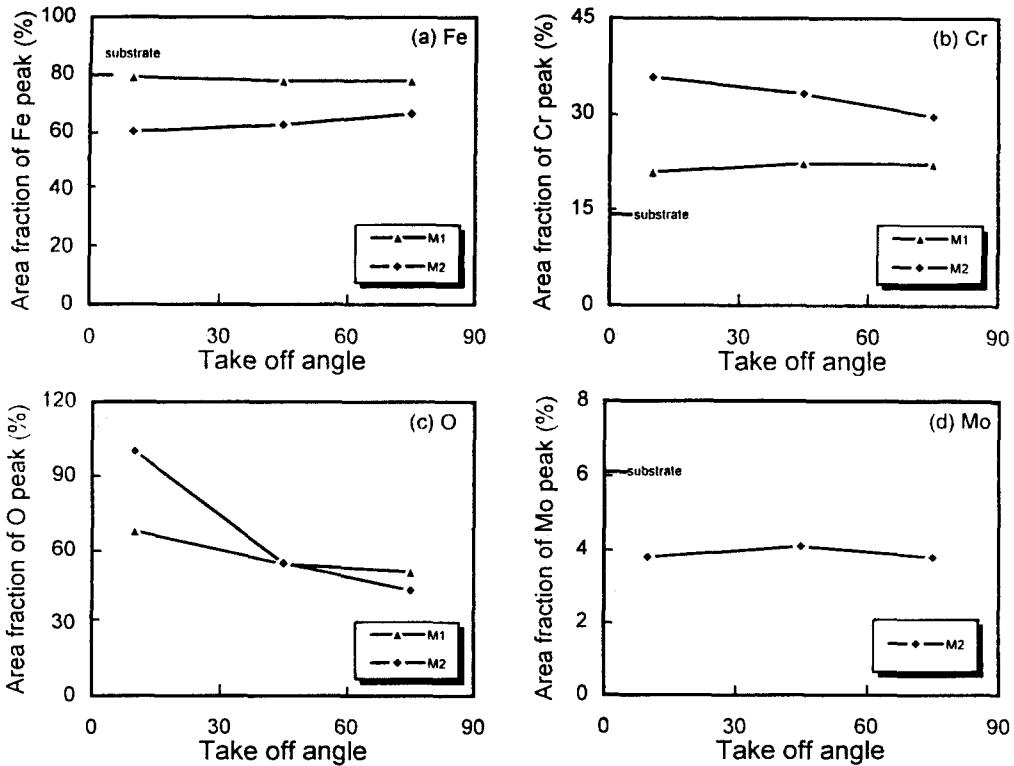 (a) Fe
Area fraction of Fe peak (%)
100
80
60
40
20
0
substrate
M1
M2
0 30 60 90
Take off angle
(b) Cr
Area fraction of Cr peak (%)
45
30
15
0
substrate
M1
M2
0 30 60 90
Take off angle
(c) O
Area fraction of O peak (%)
120
90
60
30
0
M1
M2
0 30 60 90
Take off angle
(d) Mo
Area fraction of Mo peak (%)
8
6
4
2
0
substrate
M2
0 30 60 90
Take off angle